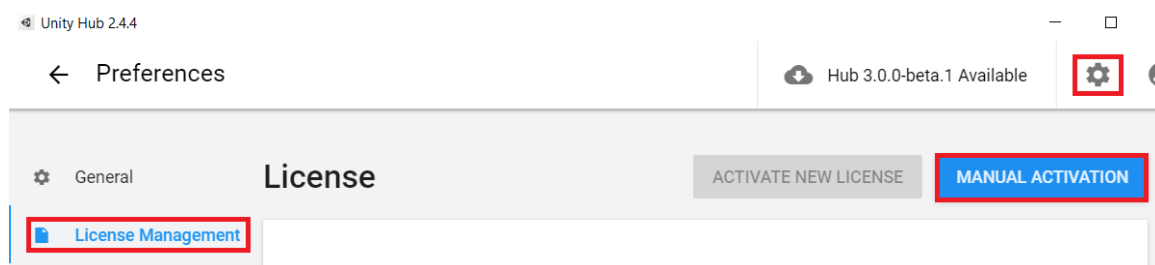 Unity Hub 2.4.4
Preferences
Hub 3.0.0-beta.1 Available
General
License
ACTIVATE NEW LICENSE
MANUAL ACTIVATION
License Management